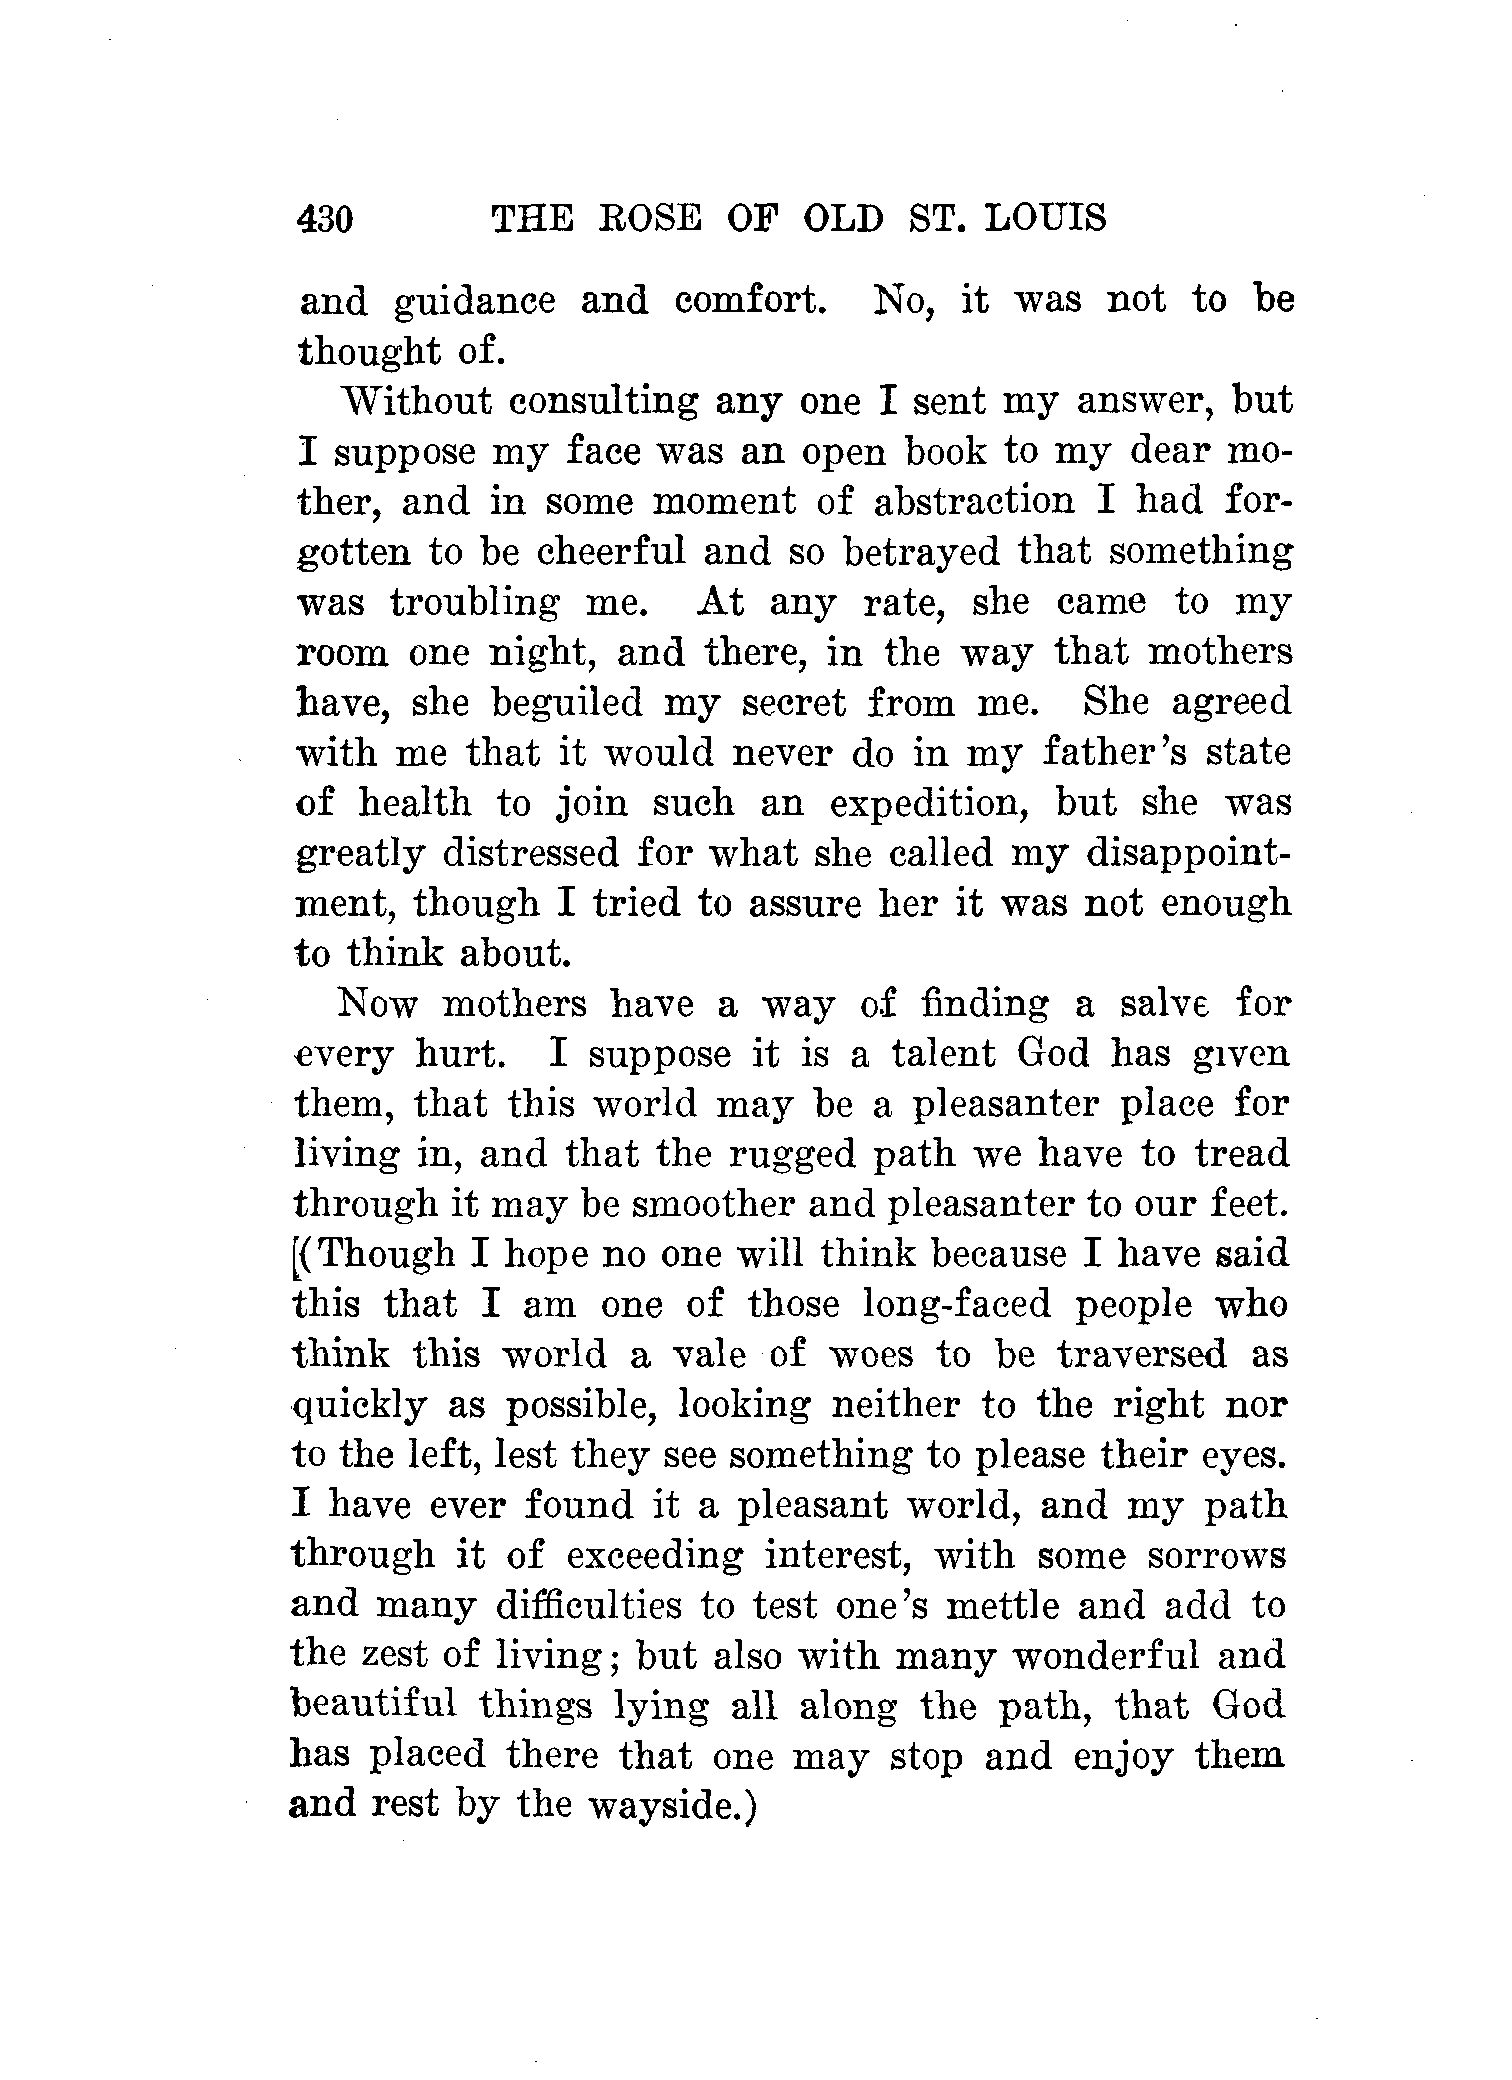 430 THE ROSE OF OLD ST. LOUIS
and guidance and comfort. No, it was not to be
thought of.
Without consulting any one I sent my answer, but
I suppose my face was an open book to my dear mo-
ther, and in some moment of abstraction I had for-
gotten to be cheerful and so betrayed that something
was troubling me. At any rate, she came to my
room one night, and there, in the way that mothers
have, she beguiled my secret from me. She agreed
with me that it would never do in my father's state
of health to join such an expedition, but she was
greatly distressed for what she called my disappoint-
ment, though I tried to assure her it was not enough
to think about.
Now mothers have a way of finding a salve for
every hurt. I suppose it is a talent God has given
them, that this world may be a pleasanter place for
living in, and that the rugged path we have to tread
through it may be smoother and pleasanter to our feet.
[(Though I hope no one will think because I have said
this that I am one of those long-faced people who
think this world a vale of woes to be traversed as
quickly as possible, looking neither to the right nor
to the left, lest they see something to please their eyes.
I have ever found it a pleasant world, and my path
through it of exceeding interest, with some sorrows
and many difficulties to test one's mettle and add to
the zest of living; but also with many wonderful and
beautiful things lying all along the path, that God
has placed there that one may stop and enjoy them
and rest by the wayside.)